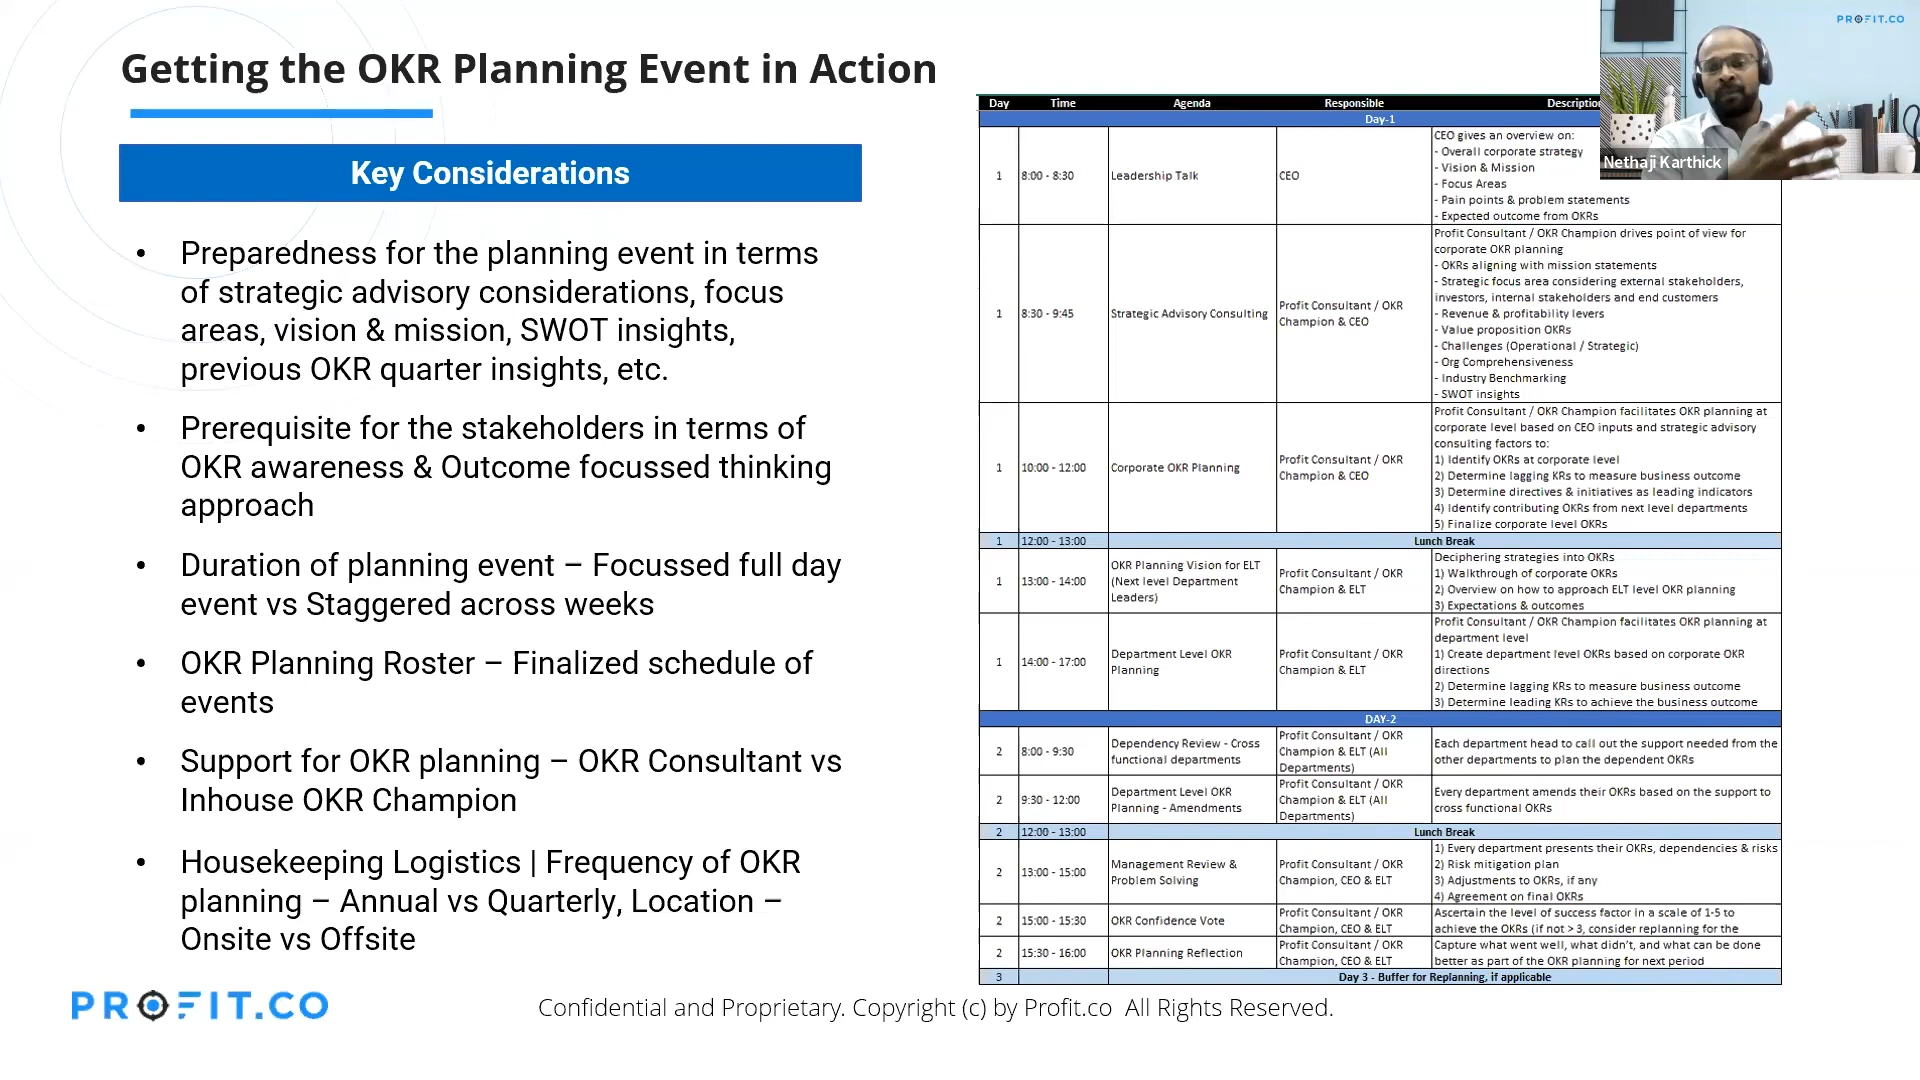 Getting the OKR Planning Event in Action
Key Considerations
• Preparedness for the planning event in terms
of strategic advisory considerations, focus
areas, vision & mission, SWOT insights,
previous OKR quarter insights, etc.
• Prerequisite for the stakeholders in terms of
OKR awareness & Outcome focussed thinking
approach
• Duration of planning event – Focussed full day
event vs Staggered across weeks
• OKR Planning Roster – Finalized schedule of
events
• Support for OKR planning – OKR Consultant vs
Inhouse OKR Champion
• Housekeeping Logistics | Frequency of OKR
planning – Annual vs Quarterly, Location –
Onsite vs Offsite
Day Time Agenda Responsible
Day-1
1 8:00 - 8:30 Leadership Talk CEO
CEO gives an overview on:
- Overall corporate strategy
- Vision & Mission
- Focus Areas
- Pain points & problem statements
- Expected outcome from OKRs
1 8:30 - 9:45 Strategic Advisory Consulting
Profit Consultant / OKR
Champion & CEO
Profit Consultant / OKR Champion drives point of view for
corporate OKR planning
- OKRs aligning with mission statements
- Strategic focus area considering external stakeholders,
investors, internal stakeholders and end customers
- Revenue & profitability levers
- Value proposition OKRs
- Challenges (Operational / Strategic)
- Org Comprehensiveness
- Industry Benchmarking
- SWOT insights
1 10:00 - 12:00 Corporate OKR Planning
Profit Consultant / OKR
Champion & CEO
Profit Consultant / OKR Champion facilitates OKR planning at
corporate level based on CEO inputs and strategic advisory
consulting factors to:
1) Identify OKRs at corporate level
2) Determine lagging KRs to measure business outcome
3) Determine directives & initiatives as leading indicators
4) Identify contributing OKRs from next level departments
5) Finalize corporate level OKRs
1 12:00 - 13:00 Lunch Break
1 13:00 - 14:00
OKR Planning Vision for ELT
(Next level Department
Leaders)
Profit Consultant / OKR
Champion & ELT
Deciphering strategies into OKRs
1) Walkthrough of corporate OKRs
2) Overview on how to approach ELT level OKR planning
3) Expectations & outcomes
1 14:00 - 17:00
Department Level OKR
Planning
Profit Consultant / OKR
Champion & ELT
Profit Consultant / OKR Champion facilitates OKR planning at
department level
1) Create department level OKRs based on corporate OKR
directions
2) Determine lagging KRs to measure business outcome
3) Determine leading KRs to achieve the business outcome
DAY-2
2 8:00 - 9:30
Dependency Review - Cross
functional departments
Profit Consultant / OKR
Champion & ELT (All
Departments)
Each department head to call out the support needed from the
other departments to plan the dependent OKRs
2 9:30 - 12:00
Department Level OKR
Planning - Amendments
Profit Consultant / OKR
Champion & ELT (All
Departments)
Every department amends their OKRs based on the support to
cross functional OKRs
2 12:00 - 13:00 Lunch Break
2 13:00 - 15:00
Management Review &
Problem Solving
Profit Consultant / OKR
Champion, CEO & ELT
1) Every department presents their OKRs, dependencies & risks
2) Risk mitigation plan
3) Adjustments to OKRs, if any
4) Agreement on final OKRs
2 15:00 - 15:30 OKR Confidence Vote
Profit Consultant / OKR
Champion, CEO & ELT
Ascertain the level of success factor in a scale of 1-5 to
achieve the OKRs (if not > 3, consider replanning for the
2 15:30 - 16:00 OKR Planning Reflection
Profit Consultant / OKR
Champion, CEO & ELT
Capture what went well, what didn't, and what can be done
better as part of the OKR planning for next period
3 Day 3 - Buffer for Replanning, if applicable
PROFIT.CO
Nethaji Karthick
PROFIT.CO
Confidential and Proprietary. Copyright (c) by Profit.co All Rights Reserved.